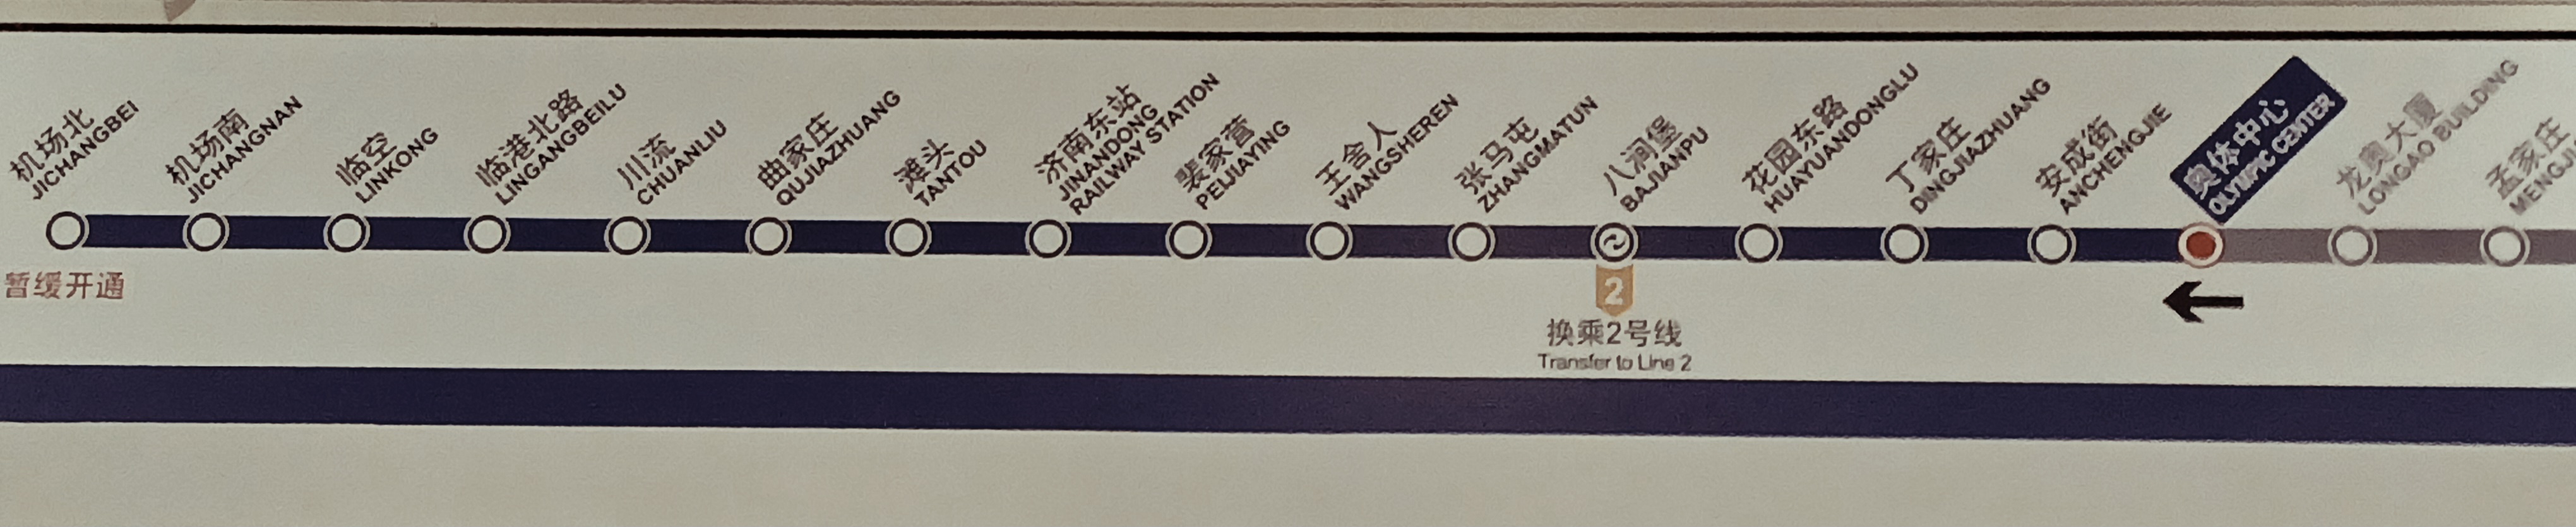 机场北
JICHANGBEI
机场南
JICHANGNAN
临空
LINKONG
临港北路
LINGANGBEILU
川流
CHUANLIU
曲家庄
QUJIAZHUANG
滩头
TANTOU
济南东站
JINANDONG
RAILWAY STATION
裴家营
PEIJIAYING
王舍人
WANGSHEREN
张马屯
ZHANGMATUN
八涧堡
BAJIANPU
花园东路
HUAYUANDONGLU
丁家庄
DINGJIAZHUANG
安成街
ANCHENGJIE
奥体中心
OLYMPIC CENTER
龙奥大厦
LONGAO BUILDING
孟家庄
暂缓开通
2
换乘2号线
Transfer to Line 2